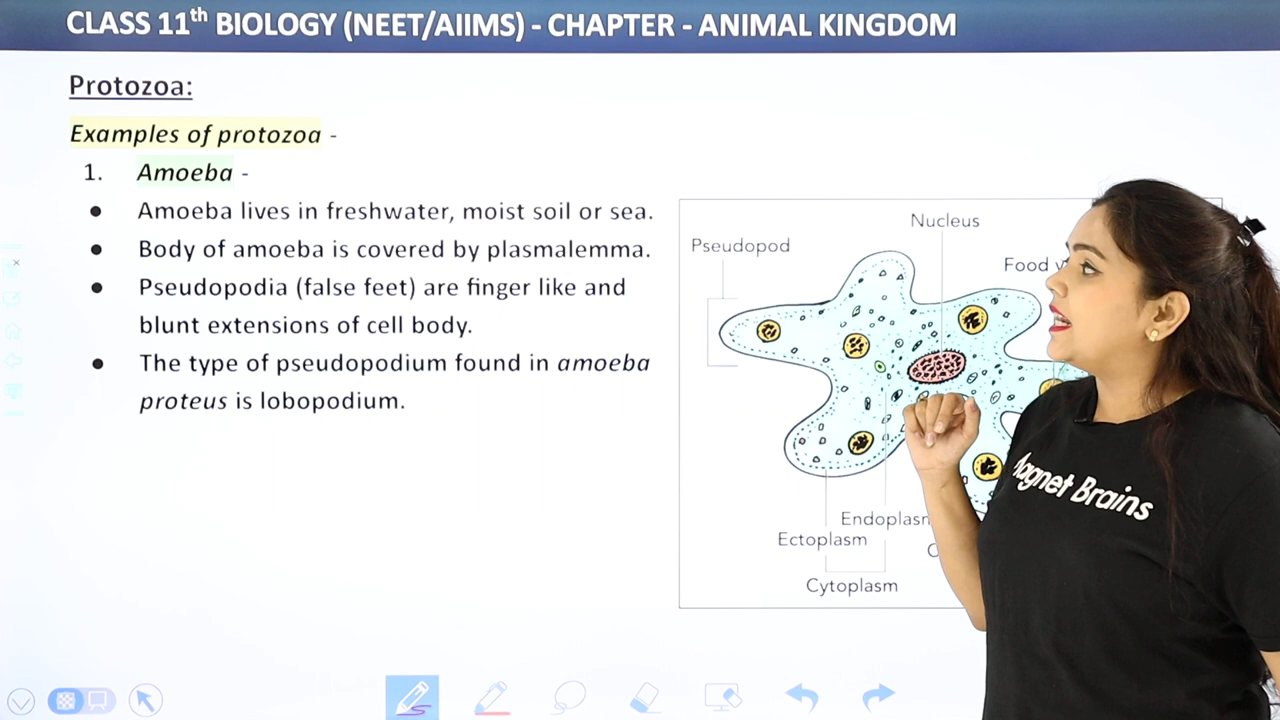 CLASS 11th BIOLOGY (NEET/AIIMS) - CHAPTER - ANIMAL KINGDOM
Protozoa:
Examples of protozoa -
1. Amoeba -
● Amoeba lives in freshwater, moist soil or sea.
● Body of amoeba is covered by plasmalemma.
● Pseudopodia (false feet) are finger like and
blunt extensions of cell body.
● The type of pseudopodium found in amoeba
proteus is lobopodium.
Nucleus
Pseudopod
Food
Ectoplasm
Cytoplasm
Magnet Brains